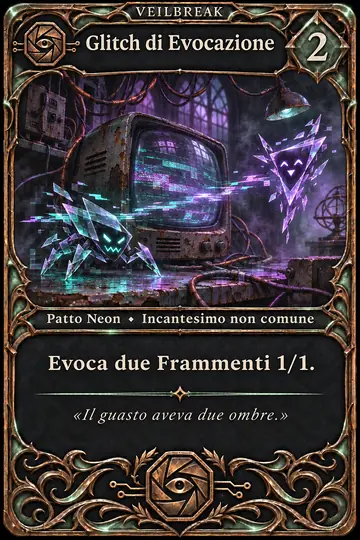 VEILBREAK
Glitch di Evocazione
2
Patto Neon ✦ Incantesimo non comune
Evoca due Frammenti 1/1.
«Il guasto aveva due ombre.»